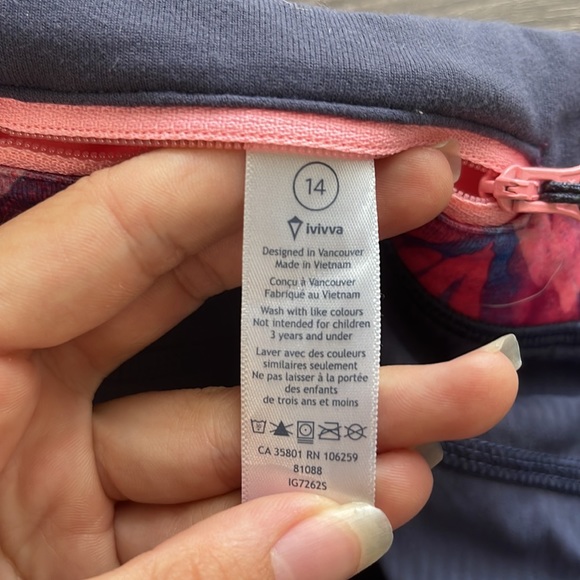 14
ivivva
Designed in Vancouver
Made in Vietnam
Conçu à Vancouver
Fabriqué au Vietnam
Wash with like colours
Not intended for children
3 years and under
Laver avec des couleurs
similaires seulement
Ne pas laisser à la portée
des enfants
de trois ans et moins
CA 35801 RN 106259
81088
IG7262S